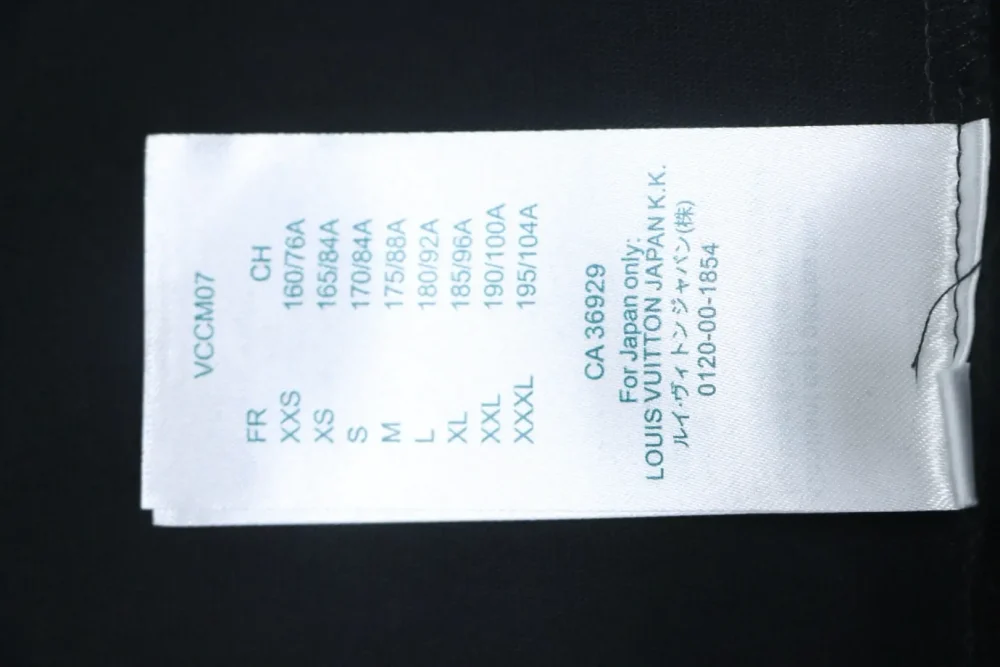 VCCM07
FR CH
XXS 160/76A
XS 165/84A
S 170/84A
M 175/88A
L 180/92A
XL 185/96A
XXL 190/100A
XXXL 195/104A
CA 36929
For Japan only:
LOUIS VUITTON JAPAN K.K.
ルイ・ヴィトン ジャパン(株)
0120-00-1854